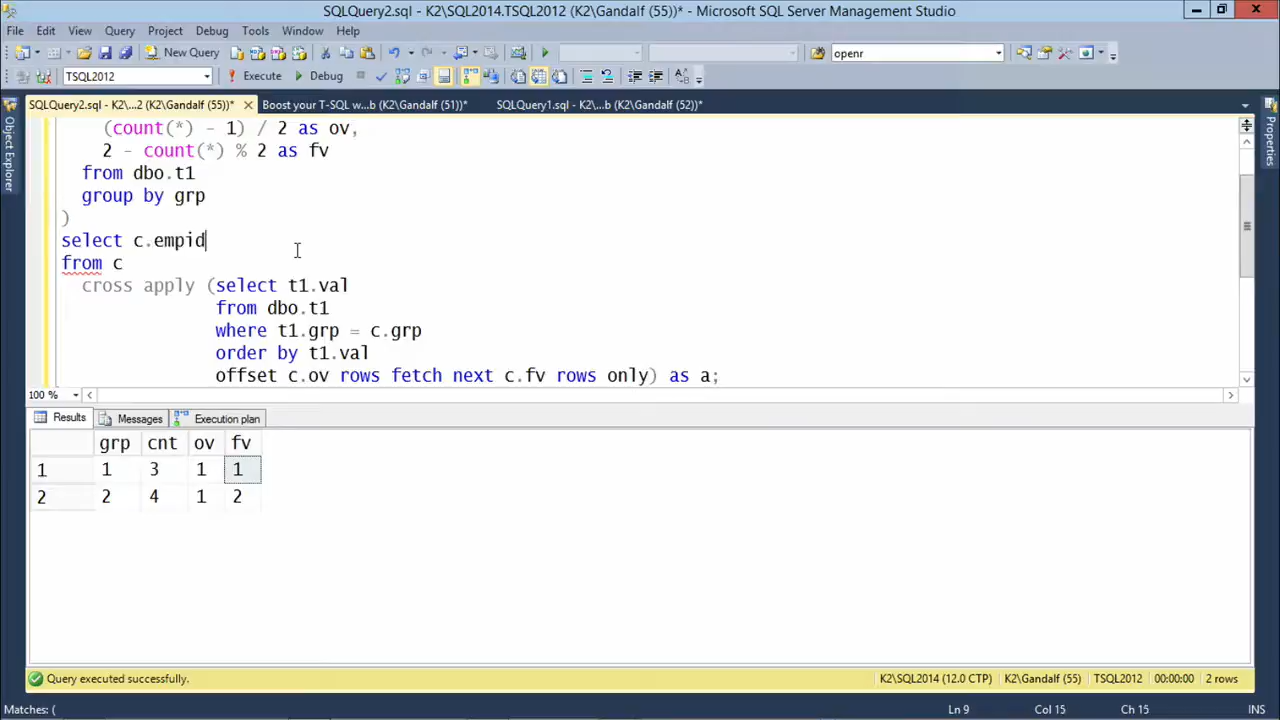 SQLQuery2.sql - K2\SQL2014.TSQL2012 (K2\Gandalf (55))* - Microsoft SQL Server Management Studio
File Edit View Query Project Debug Tools Window Help
New Query openr
TSQL2012 Execute Debug
SQLQuery2.sql - K2\...2 (K2\Gandalf (55))* Boost your T-SQL w...b (K2\Gandalf (51))* SQLQuery1.sql - K2\...b (K2\Gandalf (52))*
Object Explorer
Properties
(count(*) - 1) / 2 as ov,
2 - count(*) % 2 as fv
from dbo.t1
group by grp
)
select c.empid
from c
cross apply (select t1.val
from dbo.t1
where t1.grp = c.grp
order by t1.val
offset c.ov rows fetch next c.fv rows only) as a;
100 %
Results Messages Execution plan
grp cnt ov fv
1 1 3 1 1
2 2 4 1 2
Query executed successfully. K2\SQL2014 (12.0 CTP) K2\Gandalf (55) TSQL2012 00:00:00 2 rows
Matches: ( Ln 9 Col 15 Ch 15 INS